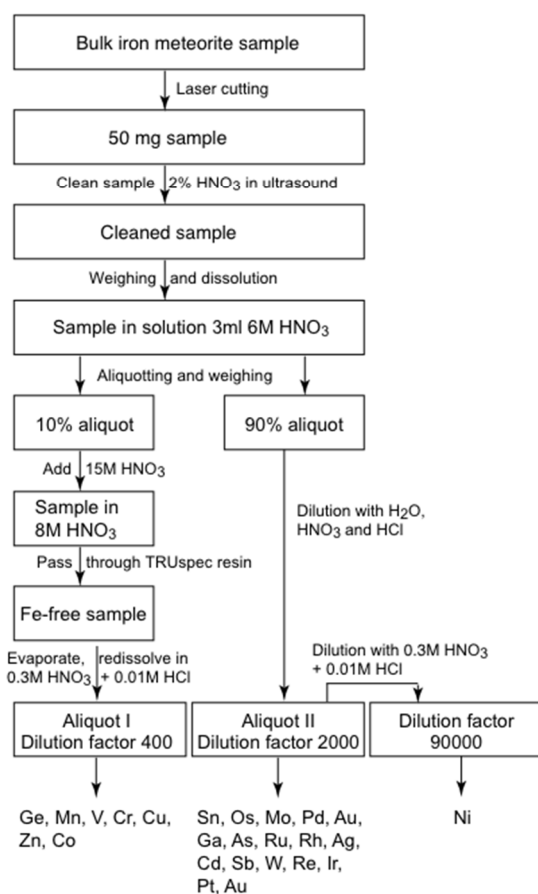 Bulk iron meteorite sample
Laser cutting
50 mg sample
Clean sample 2% HNO3 in ultrasound
Cleaned sample
Weighing and dissolution
Sample in solution 3ml 6M HNO3
Aliquotting and weighing
10% aliquot
90% aliquot
Add 15M HNO3
Sample in
8M HNO3
Dilution with H2O,
HNO3 and HCl
Pass through TRUspec resin
Fe-free sample
Evaporate, redissolve in
0.3M HNO3 + 0.01M HCl
Dilution with 0.3M HNO3
+ 0.01M HCl
Aliquot I
Dilution factor 400
Aliquot II
Dilution factor 2000
Dilution factor
90000
Ge, Mn, V, Cr, Cu,
Zn, Co
Sn, Os, Mo, Pd, Au,
Ga, As, Ru, Rh, Ag,
Cd, Sb, W, Re, Ir,
Pt, Au
Ni